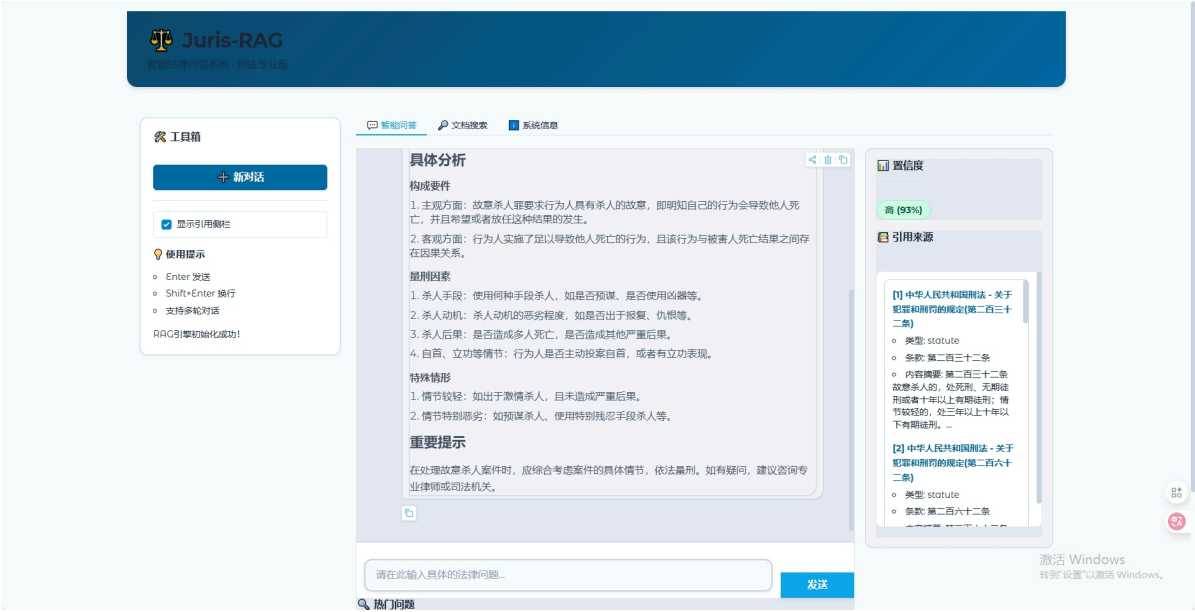 Juris-RAG
智能法律问答系统 · 刑法专业版
工具箱
新对话
显示引用侧栏
使用提示
Enter 发送
Shift+Enter 换行
支持多轮对话
RAG引擎初始化成功!
智能问答
文档搜索
系统信息
具体分析
构成要件
1. 主观方面：故意杀人罪要求行为人具有杀人的故意，即明知自己的行为会导致他人死
亡，并且希望或者放任这种结果的发生。
2. 客观方面：行为人实施了足以导致他人死亡的行为，且该行为与被害人死亡结果之间存
在因果关系。
量刑因素
1. 杀人手段：使用何种手段杀人，如是否预谋、是否使用凶器等。
2. 杀人动机：杀人动机的恶劣程度，如是否出于报复、仇恨等。
3. 杀人后果：是否造成多人死亡，是否造成其他严重后果。
4. 自首、立功等情节：行为人是否主动投案自首，或者有立功表现。
特殊情形
1. 情节较轻：如出于激情杀人，且未造成严重后果。
2. 情节特别恶劣：如预谋杀人、使用特别残忍手段杀人等。
重要提示
在处理故意杀人案件时，应综合考虑案件的具体情节，依法量刑。如有疑问，建议咨询专
业律师或司法机关。
请在此输入具体的法律问题...
发送
热门问题
置信度
高 (93%)
引用来源
[1] 中华人民共和国刑法 - 关于
犯罪和刑罚的规定(第二百三十
二条)
类型: statute
条款: 第二百三十二条
内容摘要: 第二百三十二条
故意杀人的，处死刑、无期徒
刑或者十年以上有期徒刑；情
节较轻的，处三年以上十年以
下有期徒刑。...
[2] 中华人民共和国刑法 - 关于
犯罪和刑罚的规定(第二百六十
二条)
类型: statute
条款: 第二百六十二条
激活 Windows
转到"设置"以激活 Windows。